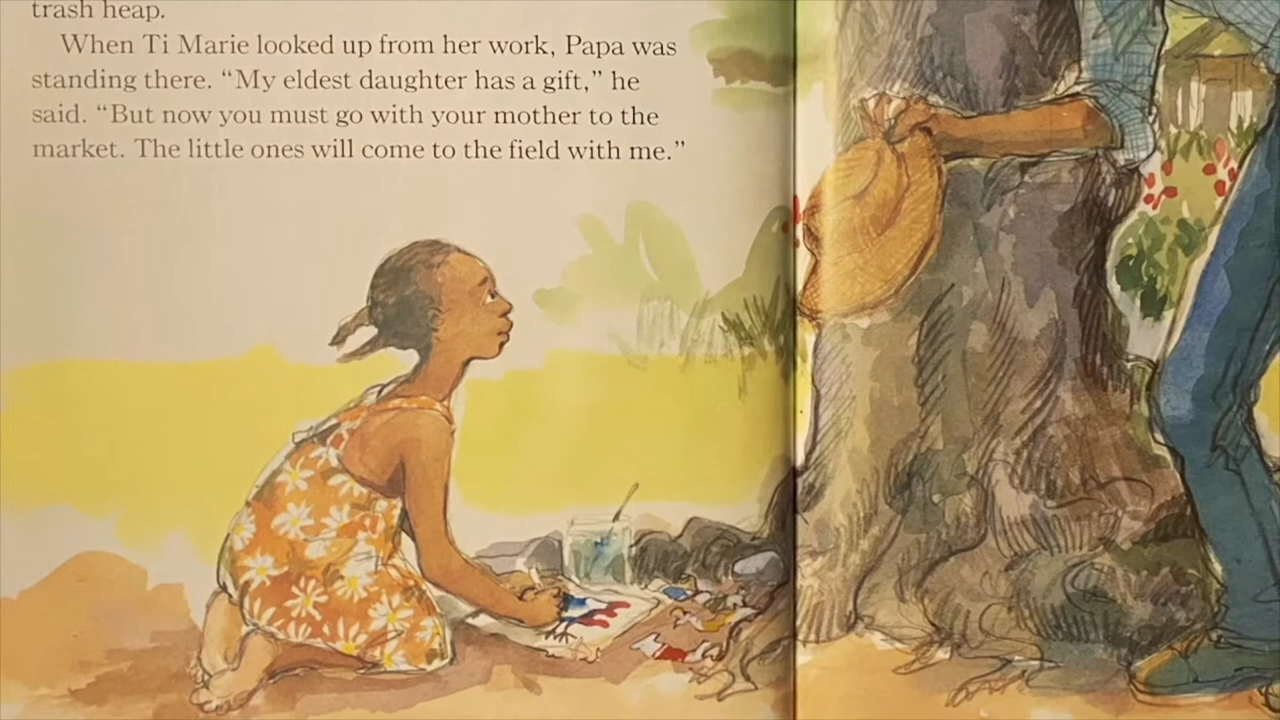 trash heap.
When Ti Marie looked up from her work, Papa was
standing there. “My eldest daughter has a gift,” he
said. “But now you must go with your mother to the
market. The little ones will come to the field with me.”